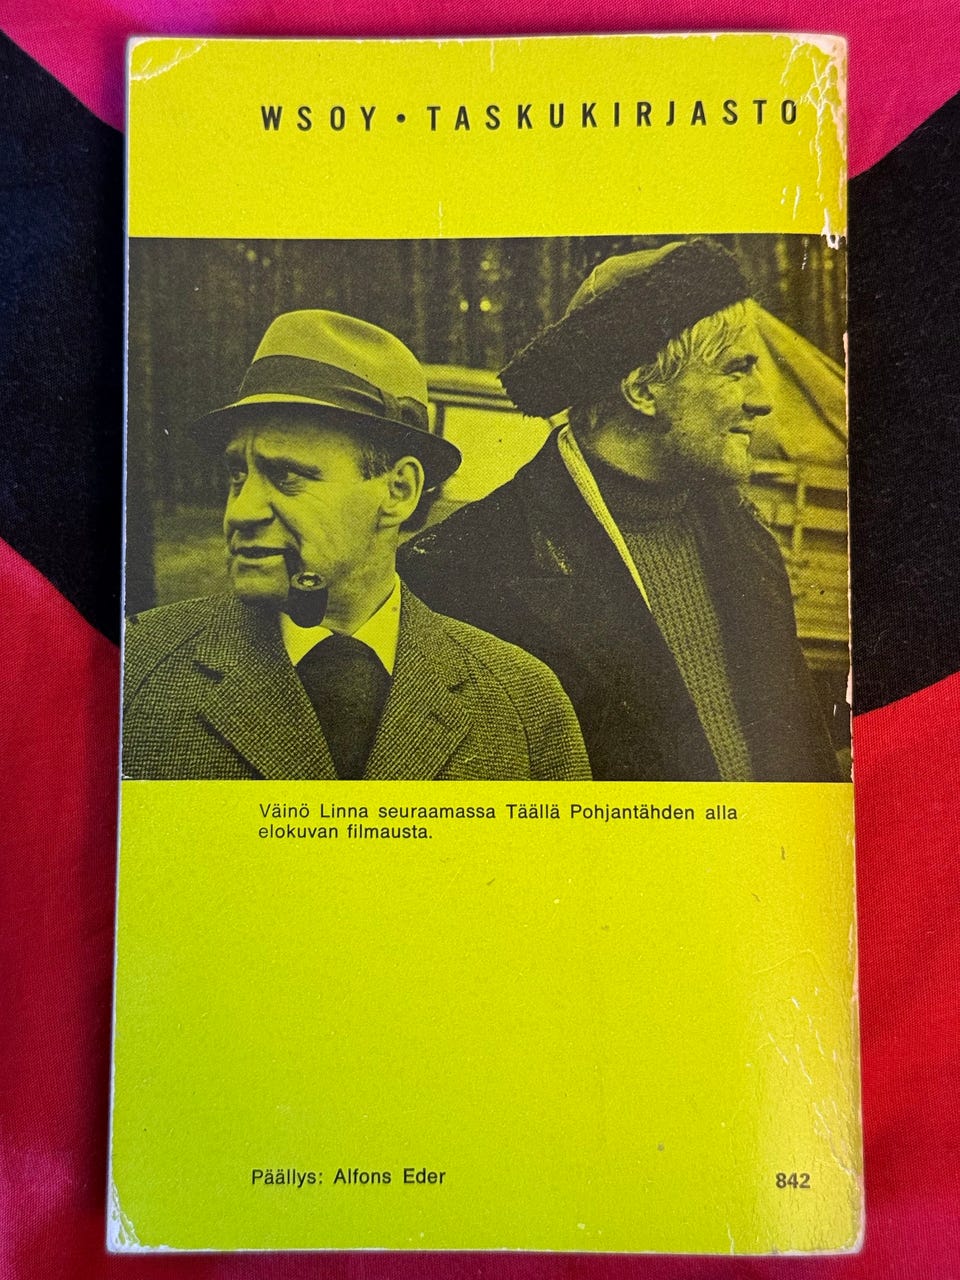 WSOY • TASKUKIRJASTO
Väinö Linna seuraamassa Täällä Pohjantähden alla
elokuvan filmausta.
Päällys: Alfons Eder
842